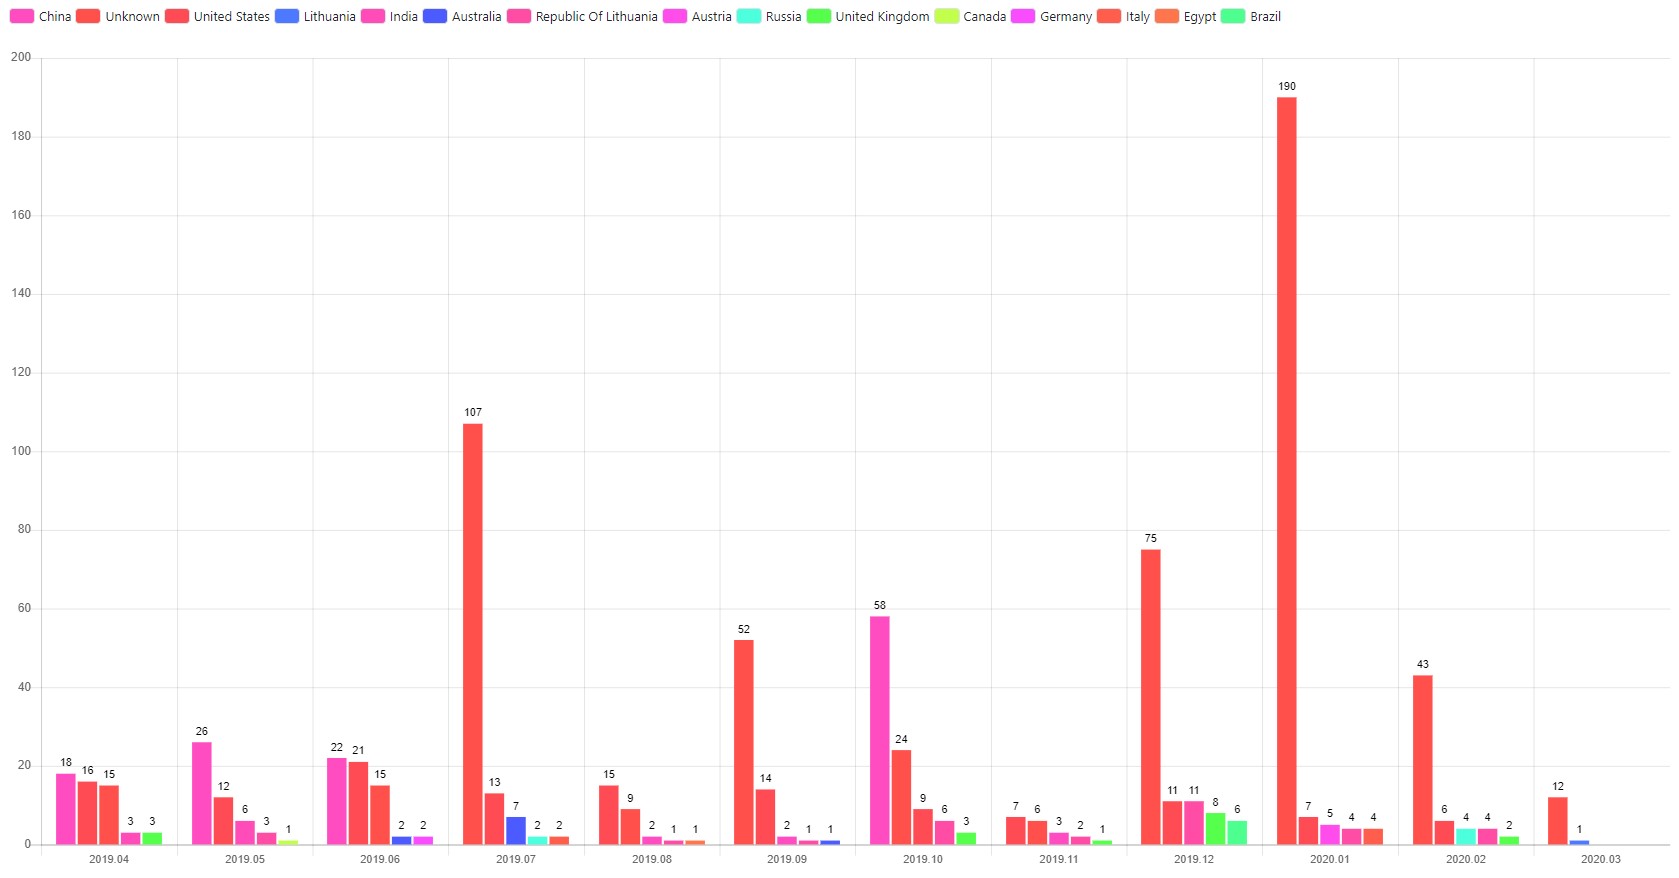 China Unknown United States Lithuania India Australia Republic Of Lithuania Austria Russia United Kingdom Canada Germany Italy Egypt Brazil
200
180
160
140
120
100
80
60
40
20
0
18 16 15 3 3
26 12 6 3 1
22 21 15 2 2
107 13 7 2 2
15 9 2 1 1
52 14 2 1 1
58 24 9 6 3
7 6 3 2 1
75 11 11 8 6
190 7 5 4 4
43 6 4 4 2
12 1
2019.04 2019.05 2019.06 2019.07 2019.08 2019.09 2019.10 2019.11 2019.12 2020.01 2020.02 2020.03